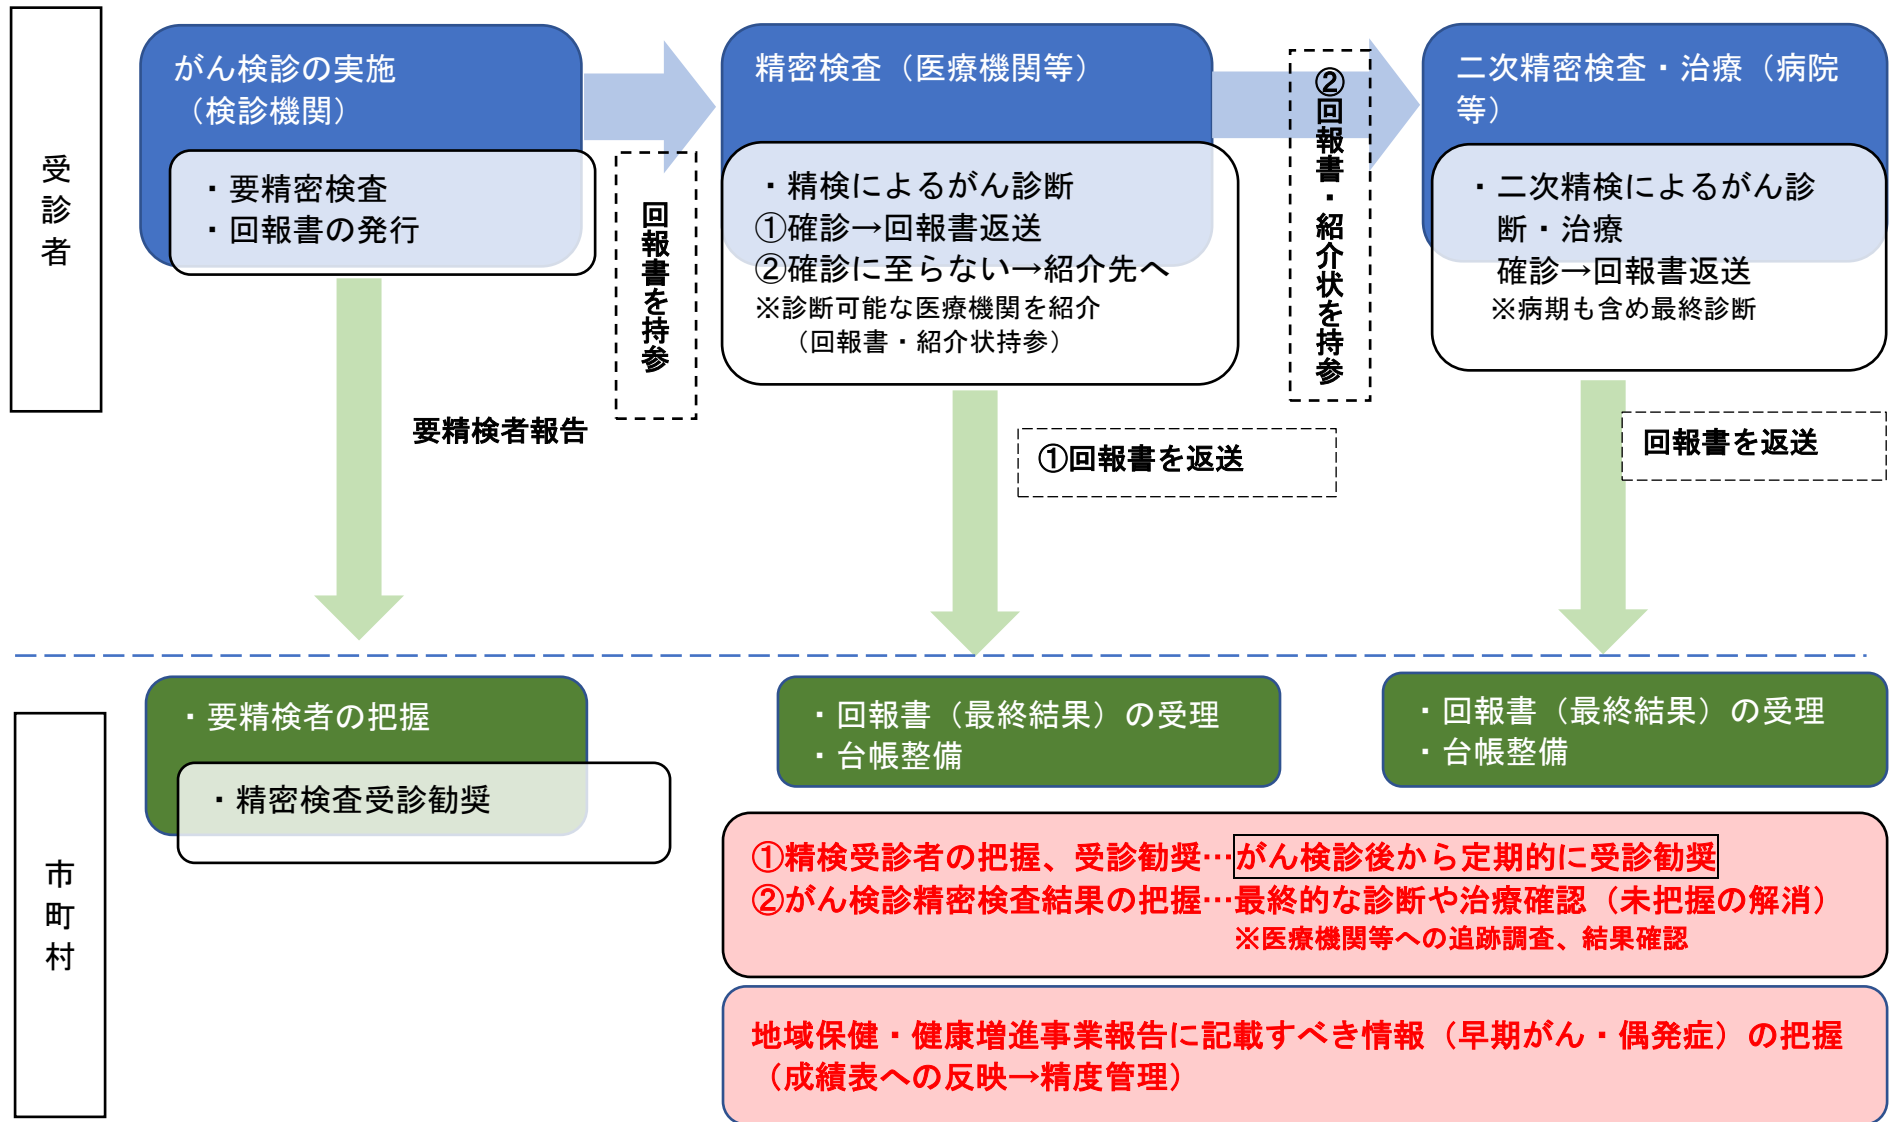 受診者
がん検診の実施
（検診機関）
・要精密検査
・回報書の発行
回報書を持参
精密検査（医療機関等）
・精検によるがん診断
①確診→回報書返送
②確診に至らない→紹介先へ
※診断可能な医療機関を紹介
（回報書・紹介状持参）
②回報書・紹介状を持参
二次精密検査・治療（病院
等）
・二次精検によるがん診
断・治療
確診→回報書返送
※病期も含め最終診断
要精検者報告
①回報書を返送
回報書を返送
市町村
・要精検者の把握
・精密検査受診勧奨
・回報書（最終結果）の受理
・台帳整備
・回報書（最終結果）の受理
・台帳整備
①精検受診者の把握、受診勧奨…がん検診後から定期的に受診勧奨
②がん検診精密検査結果の把握…最終的な診断や治療確認（未把握の解消）
※医療機関等への追跡調査、結果確認
地域保健・健康増進事業報告に記載すべき情報（早期がん・偶発症）の把握
（成績表への反映→精度管理）